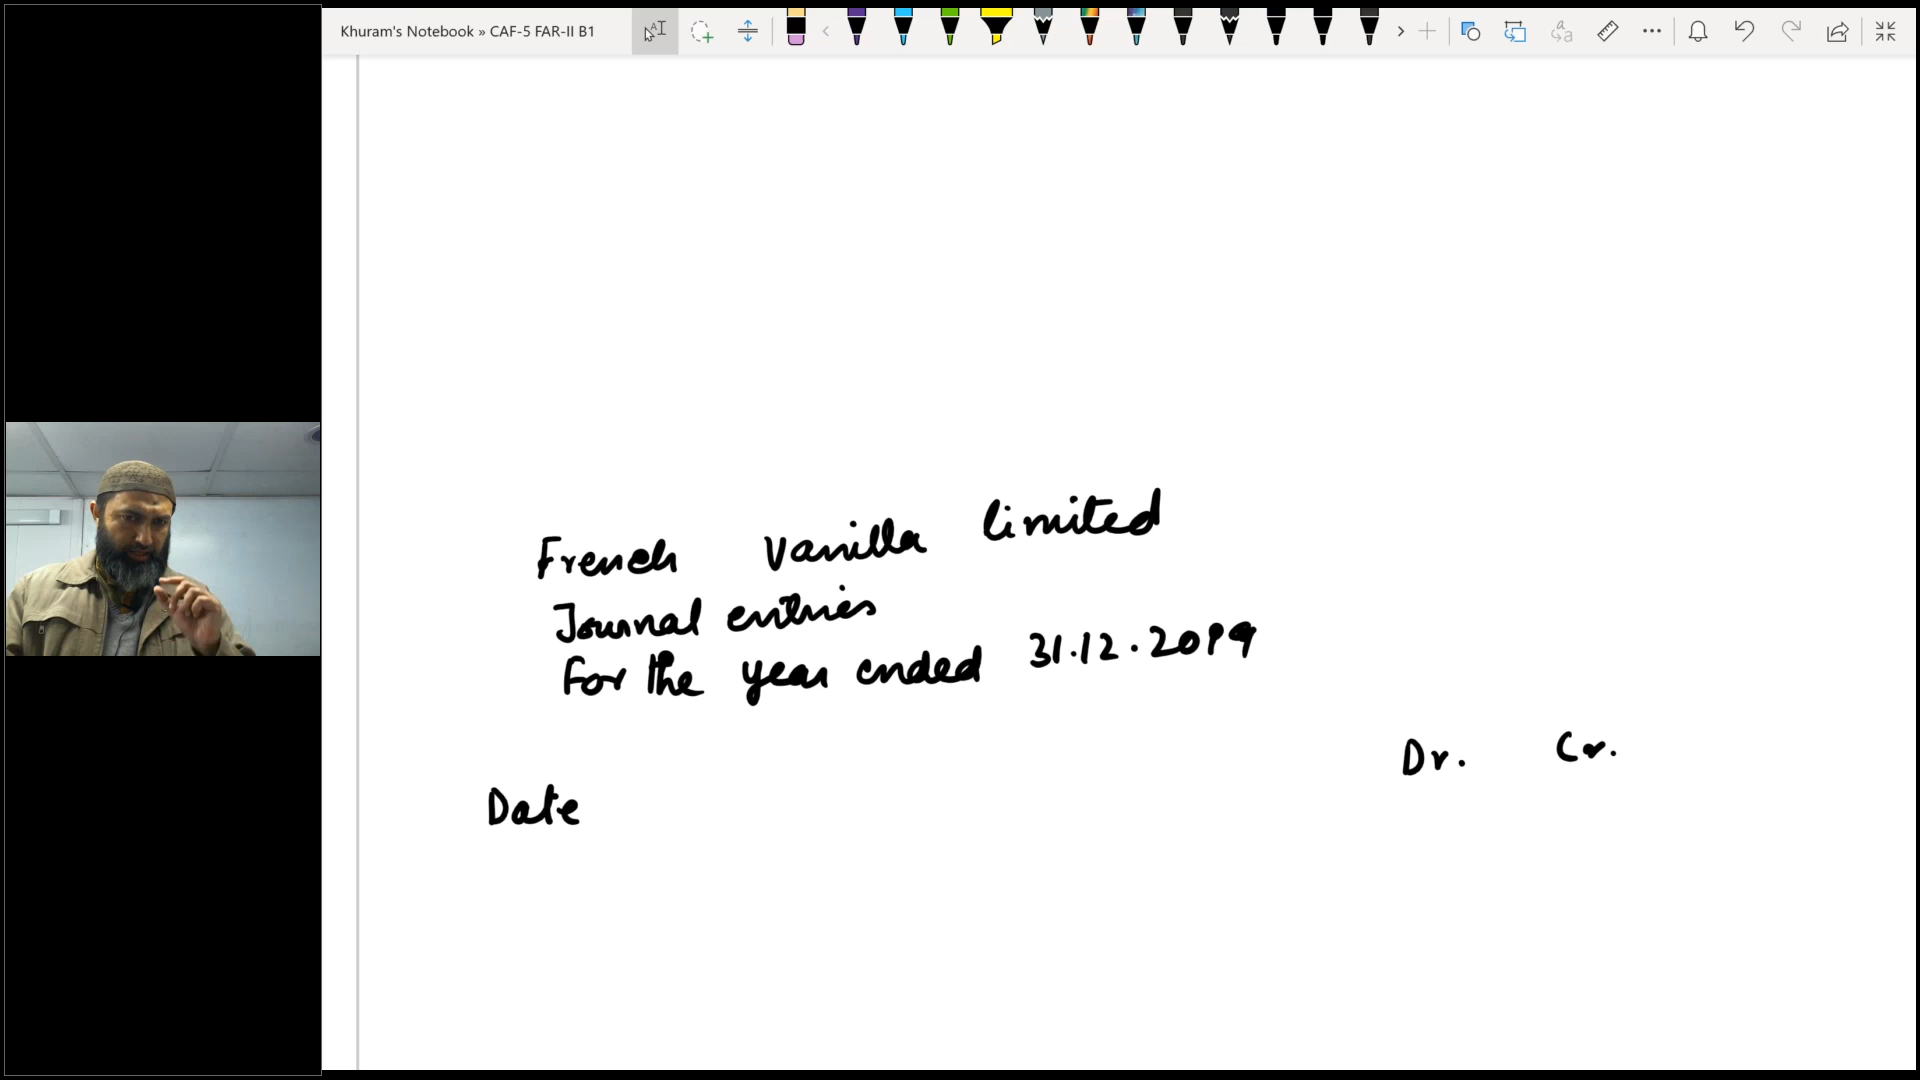 Khuram's Notebook » CAF-5 FAR-II B1
French Vanilla limited
Journal entries
For the year ended 31.12.2019
Dr. Cr.
Date